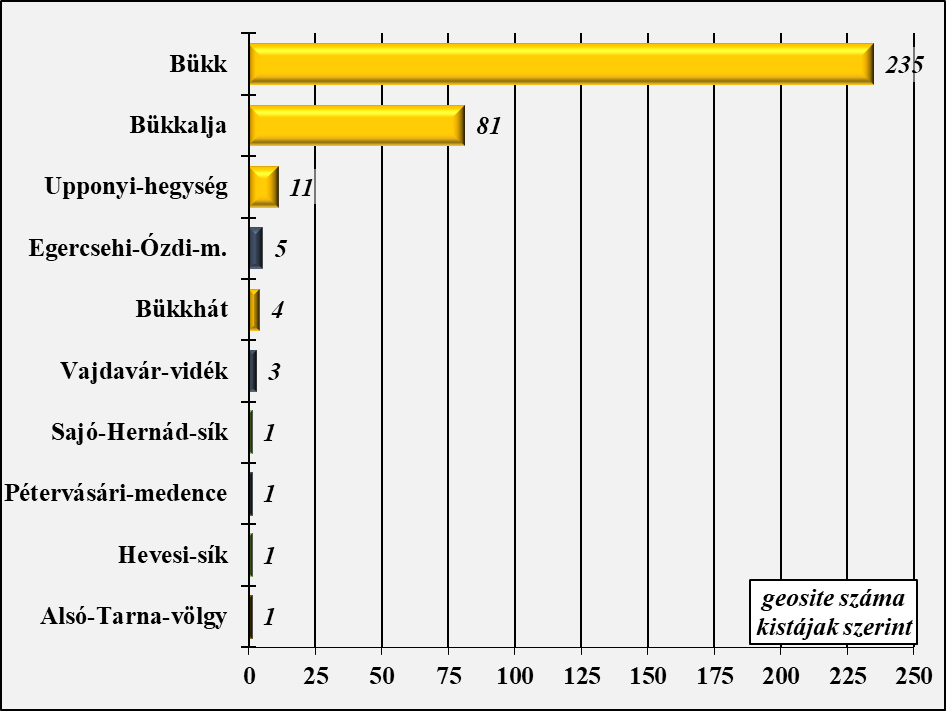 Bükk 235
Bükkalja 81
Upponyi-hegység 11
Egercsehi-Ózdi-m. 5
Bükkhát 4
Vajdavár-vidék 3
Sajó-Hernád-sík 1
Pétervásári-medence 1
Hevesi-sík 1
Alsó-Tarna-völgy 1
geosite száma
kistájak szerint
0 25 50 75 100 125 150 175 200 225 250